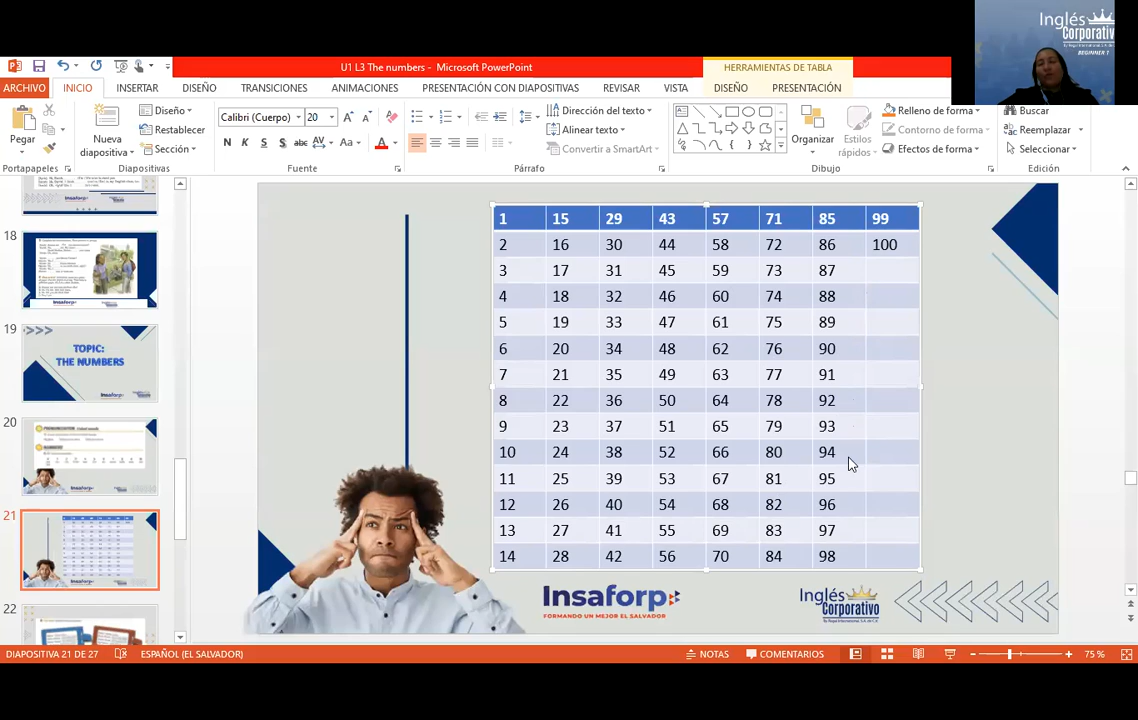 Inglés
Corporativo
BEGINNER 1
U1 L3 The numbers - Microsoft PowerPoint
HERRAMIENTAS DE TABLA
ARCHIVO INICIO INSERTAR DISEÑO TRANSICIONES ANIMACIONES PRESENTACIÓN CON DIAPOSITIVAS REVISAR VISTA DISEÑO PRESENTACIÓN
Pegar
Nueva
diapositiva
Diseño
Restablecer
Sección
Calibri (Cuerpo) 20
N K S S abc AV Aa A
Dirección del texto
Alinear texto
Convertir a SmartArt
Organizar
Estilos
rápidos
Relleno de forma
Contorno de forma
Efectos de forma
Buscar
Reemplazar
Seleccionar
Portapapeles Diapositivas Fuente Párrafo Dibujo Edición
18
19
TOPIC:
THE NUMBERS
20
21
22
1 15 29 43 57 71 85 99
2 16 30 44 58 72 86 100
3 17 31 45 59 73 87
4 18 32 46 60 74 88
5 19 33 47 61 75 89
6 20 34 48 62 76 90
7 21 35 49 63 77 91
8 22 36 50 64 78 92
9 23 37 51 65 79 93
10 24 38 52 66 80 94
11 25 39 53 67 81 95
12 26 40 54 68 82 96
13 27 41 55 69 83 97
14 28 42 56 70 84 98
Insaforp
FORMANDO UN MEJOR EL SALVADOR
Inglés
Corporativo
DIAPOSITIVA 21 DE 27 ESPAÑOL (EL SALVADOR) NOTAS COMENTARIOS 75 %